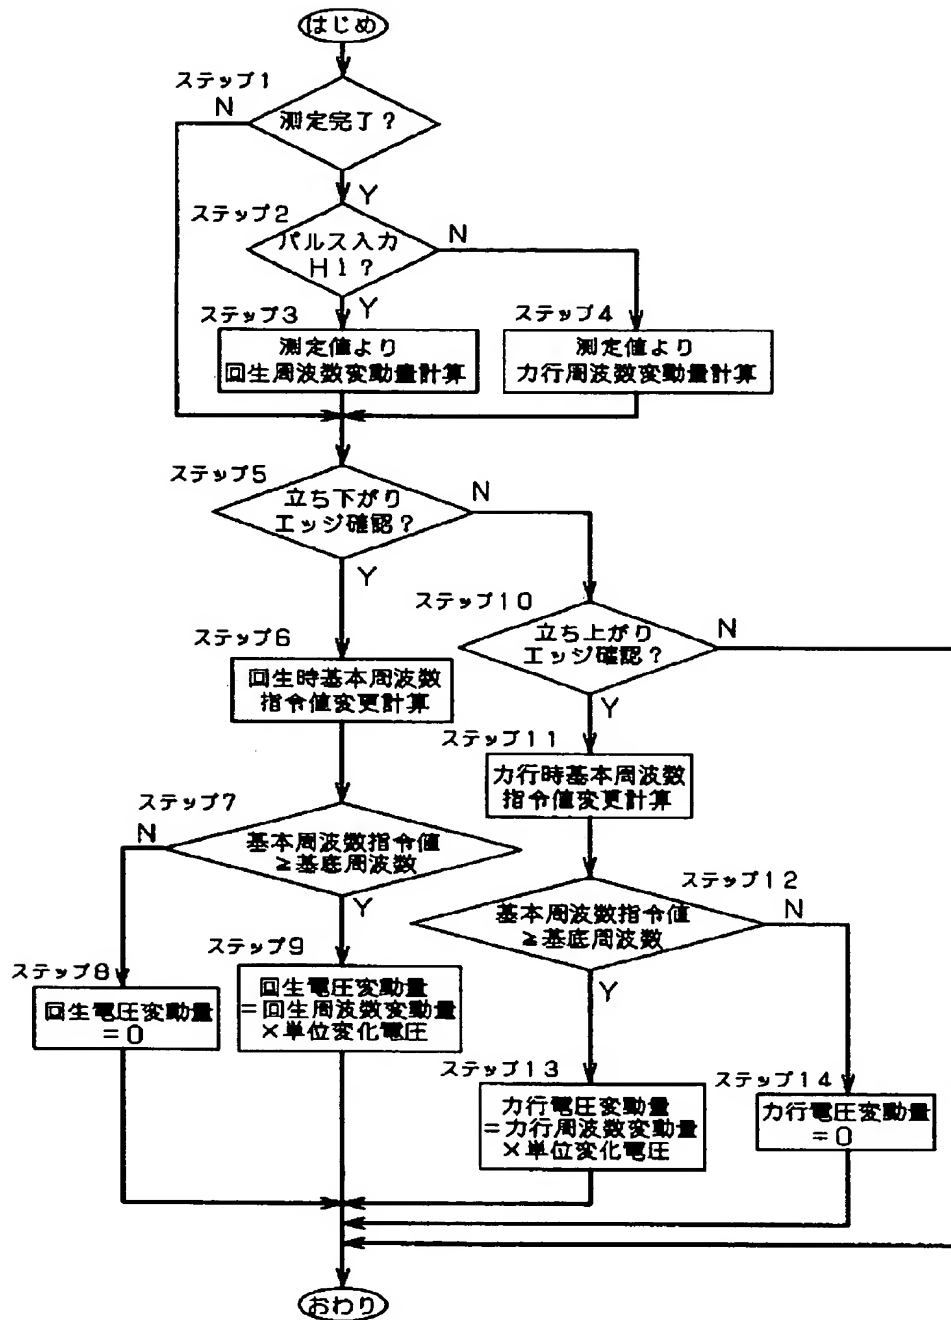 はじめ
ステップ1
N
測定完了?
Y
ステップ2
パルス入力
HI?
N
Y
ステップ3
測定値より
回生周波数変動量計算
ステップ4
測定値より
力行周波数変動量計算
ステップ5
立ち下がり
エッジ確認?
N
Y
ステップ6
回生時基本周波数
指令値変更計算
ステップ10
立ち上がり
エッジ確認?
N
Y
ステップ11
力行時基本周波数
指令値変更計算
ステップ7
N
基本周波数指令値
≧基底周波数
Y
ステップ12
基本周波数指令値
≧基底周波数
N
Y
ステップ8
回生電圧変動量
=0
ステップ9
回生電圧変動量
=回生周波数変動量
×単位変化電圧
ステップ13
力行電圧変動量
=力行周波数変動量
×単位変化電圧
ステップ14
力行電圧変動量
=0
おわり